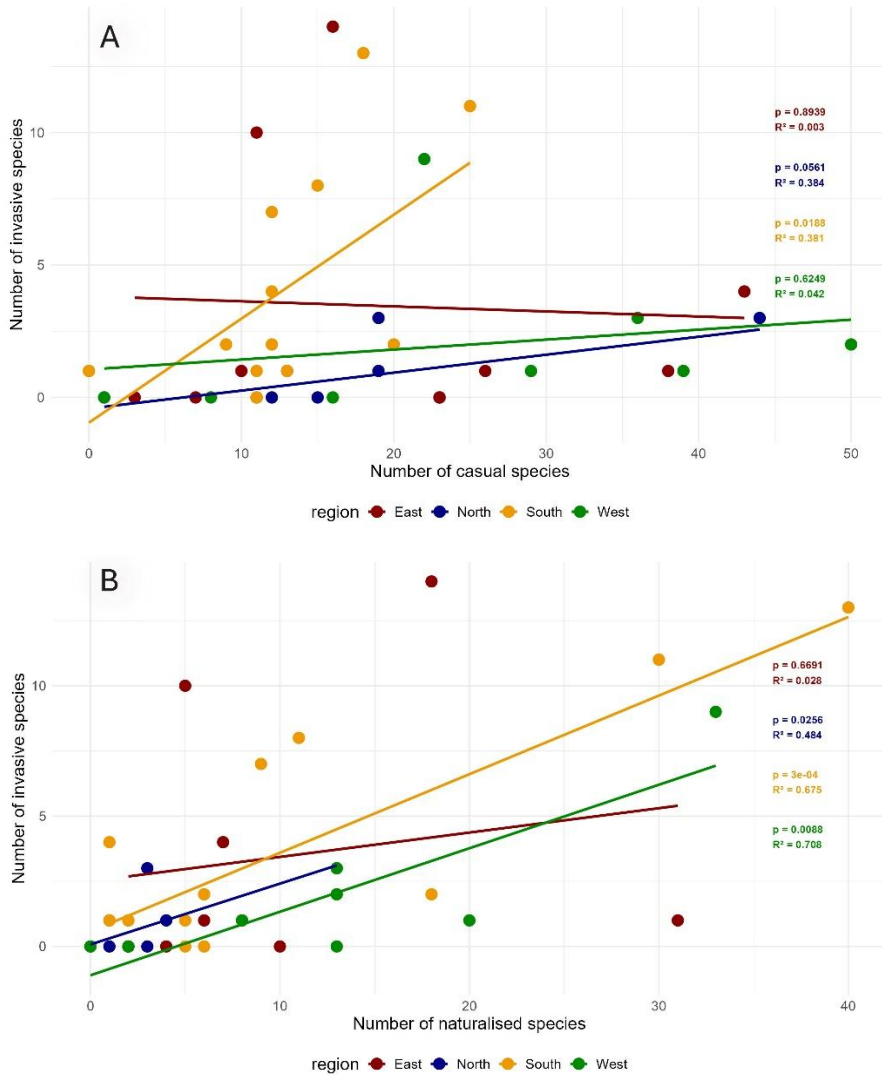 A
Number of invasive species
10
5
0
p = 0.8939
R² = 0.003
p = 0.0561
R² = 0.384
p = 0.0188
R² = 0.381
p = 0.6249
R² = 0.042
0 10 20 30 40 50
Number of casual species
region East North South West
B
Number of invasive species
10
5
0
p = 0.6691
R² = 0.028
p = 0.0256
R² = 0.484
p = 3e-04
R² = 0.675
p = 0.0088
R² = 0.708
0 10 20 30 40
Number of naturalised species
region East North South West